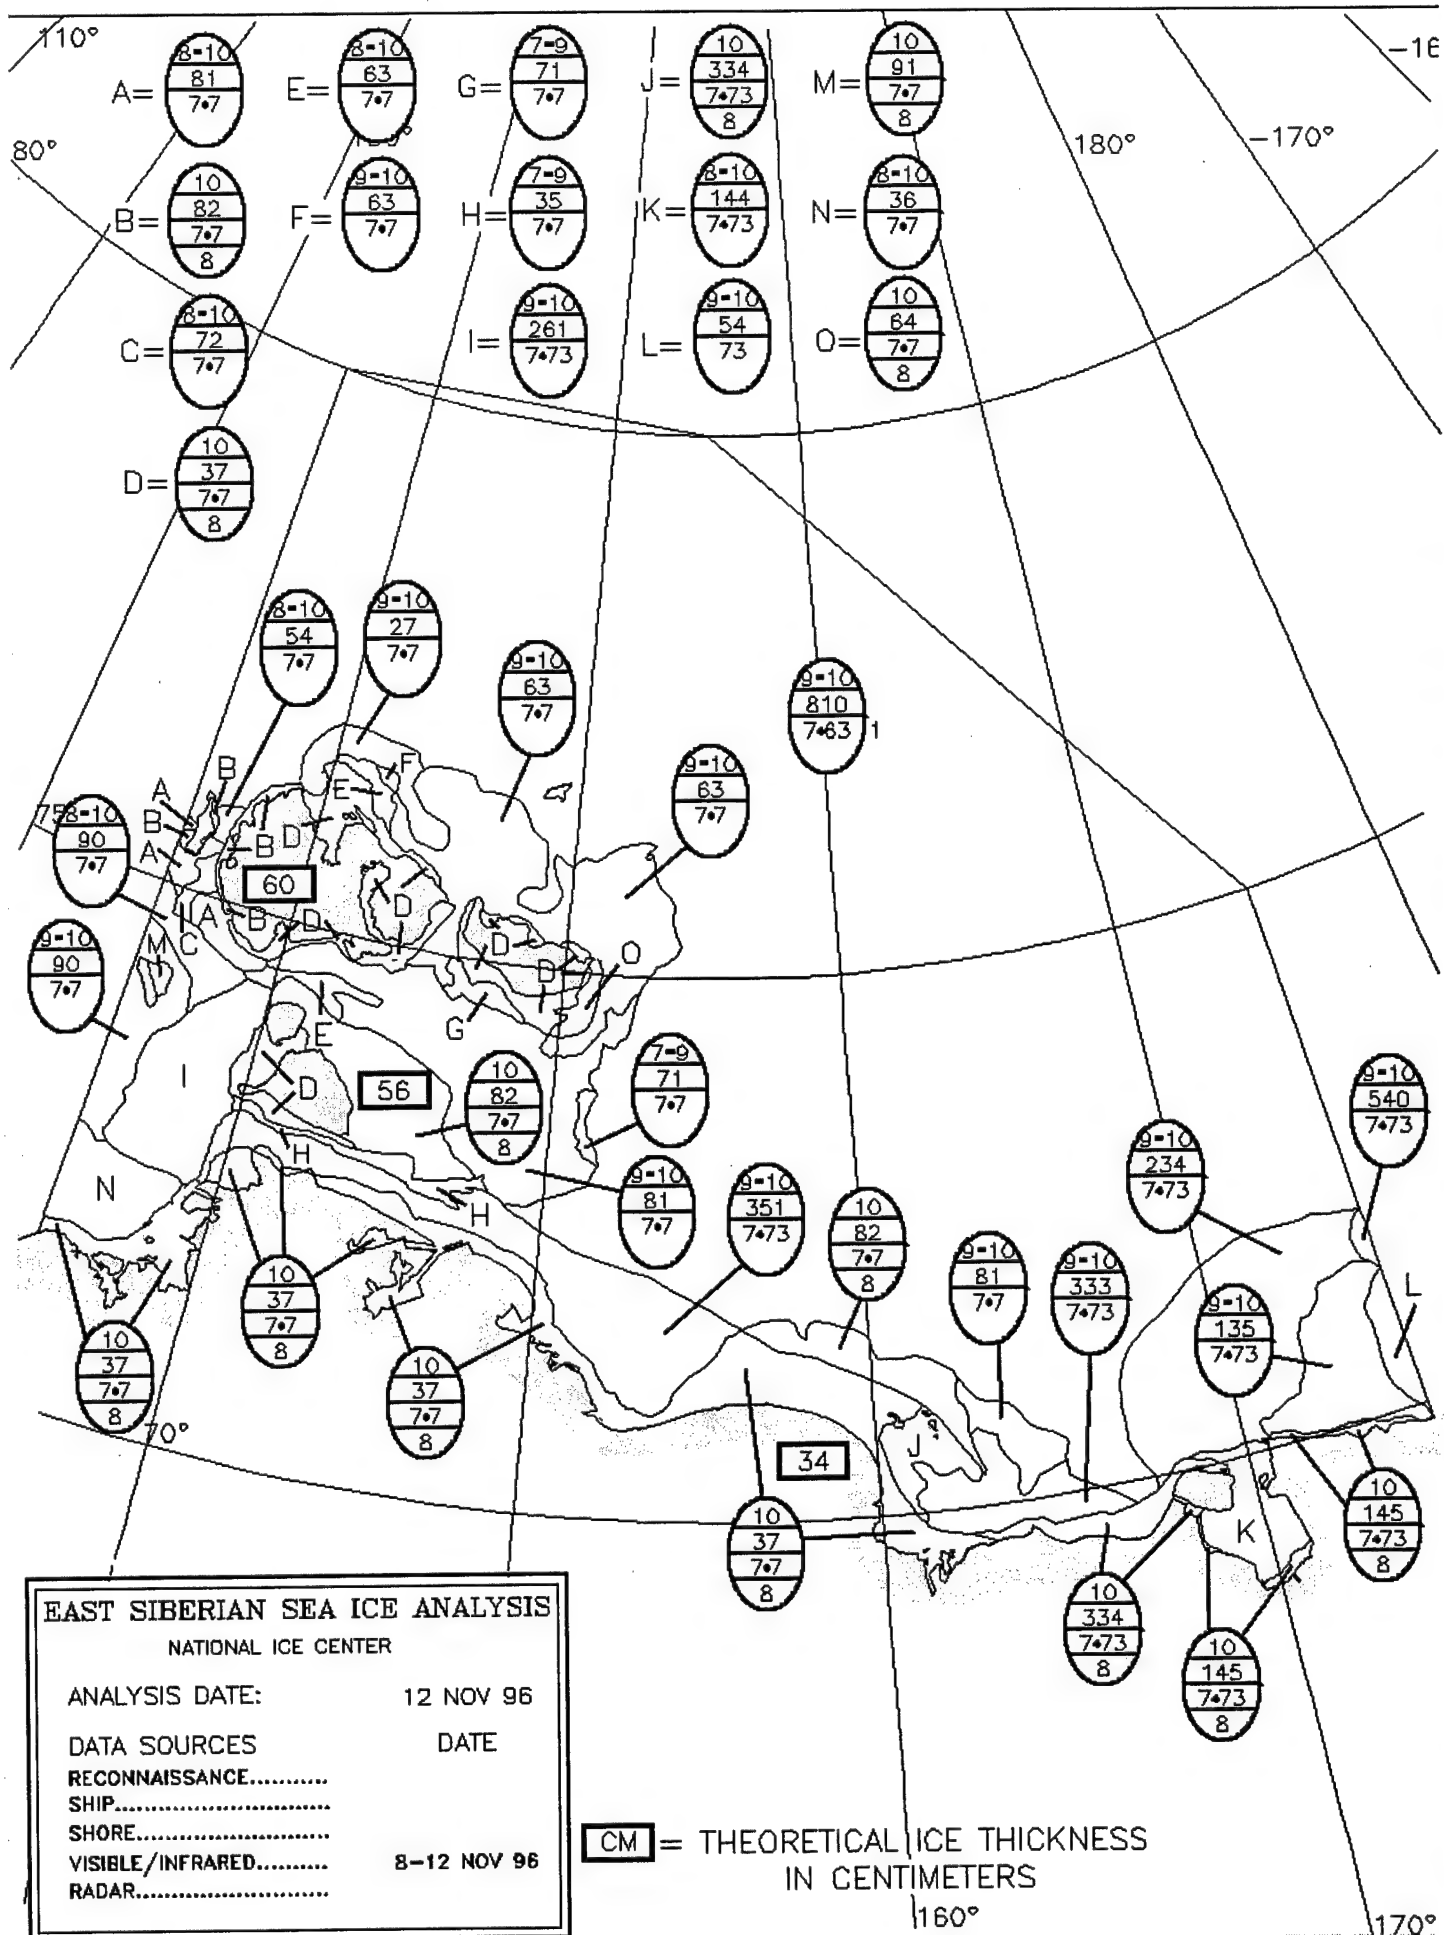 110°
80°
180°
-170°
A=
8-10
81
7•7
E=
8-10
63
7•7
G=
7-9
71
7•7
J=
10
334
7•73
8
M=
10
91
7•7
8
B=
10
82
7•7
8
F=
9-10
63
7•7
H=
7-9
35
7•7
K=
8-10
144
7•73
N=
8-10
36
7•7
C=
8-10
72
7•7
I=
9-10
261
7•73
L=
9-10
54
73
O=
10
64
7•7
8
D=
10
37
7•7
8
8-10
54
7•7
9-10
27
7•7
9-10
63
7•7
9-10
810
7•63 1
9-10
63
7•7
75
8-10
90
7•7
A
B
B
A
B
D
E
F
60
A
B
D
D
D
D
O
C
M
9-10
90
7•7
E
G
I
D
56
10
82
7•7
8
7-9
71
7•7
9-10
540
7•73
9-10
234
7•73
N
H
H
9-10
81
7•7
9-10
351
7•73
10
82
7•7
8
9-10
81
7•7
9-10
333
7•73
9-10
135
7•73
L
10
37
7•7
8
10
37
7•7
8
10
37
7•7
8
70°
34
J
K
10
37
7•7
8
10
145
7•73
8
10
334
7•73
8
10
145
7•73
8
EAST SIBERIAN SEA ICE ANALYSIS
NATIONAL ICE CENTER
ANALYSIS DATE: 12 NOV 96
DATA SOURCES DATE
RECONNAISSANCE...........
SHIP..............................
SHORE...........................
VISIBLE/INFRARED.......... 8-12 NOV 96
RADAR...........................
CM = THEORETICAL ICE THICKNESS
IN CENTIMETERS
160°
170°